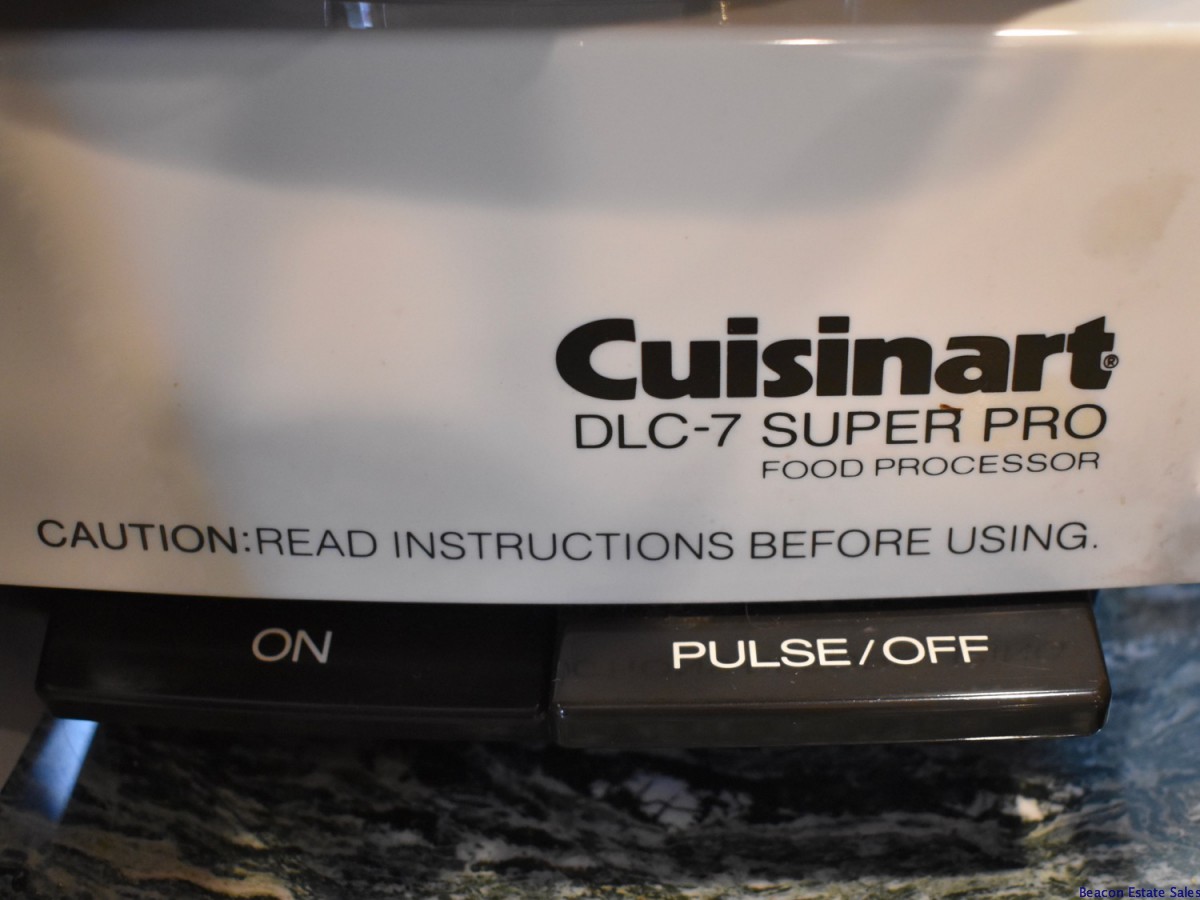 Cuisinart®
DLC-7 SUPER PRO
FOOD PROCESSOR
CAUTION:READ INSTRUCTIONS BEFORE USING.
ON
PULSE/OFF
Beacon Estate Sales